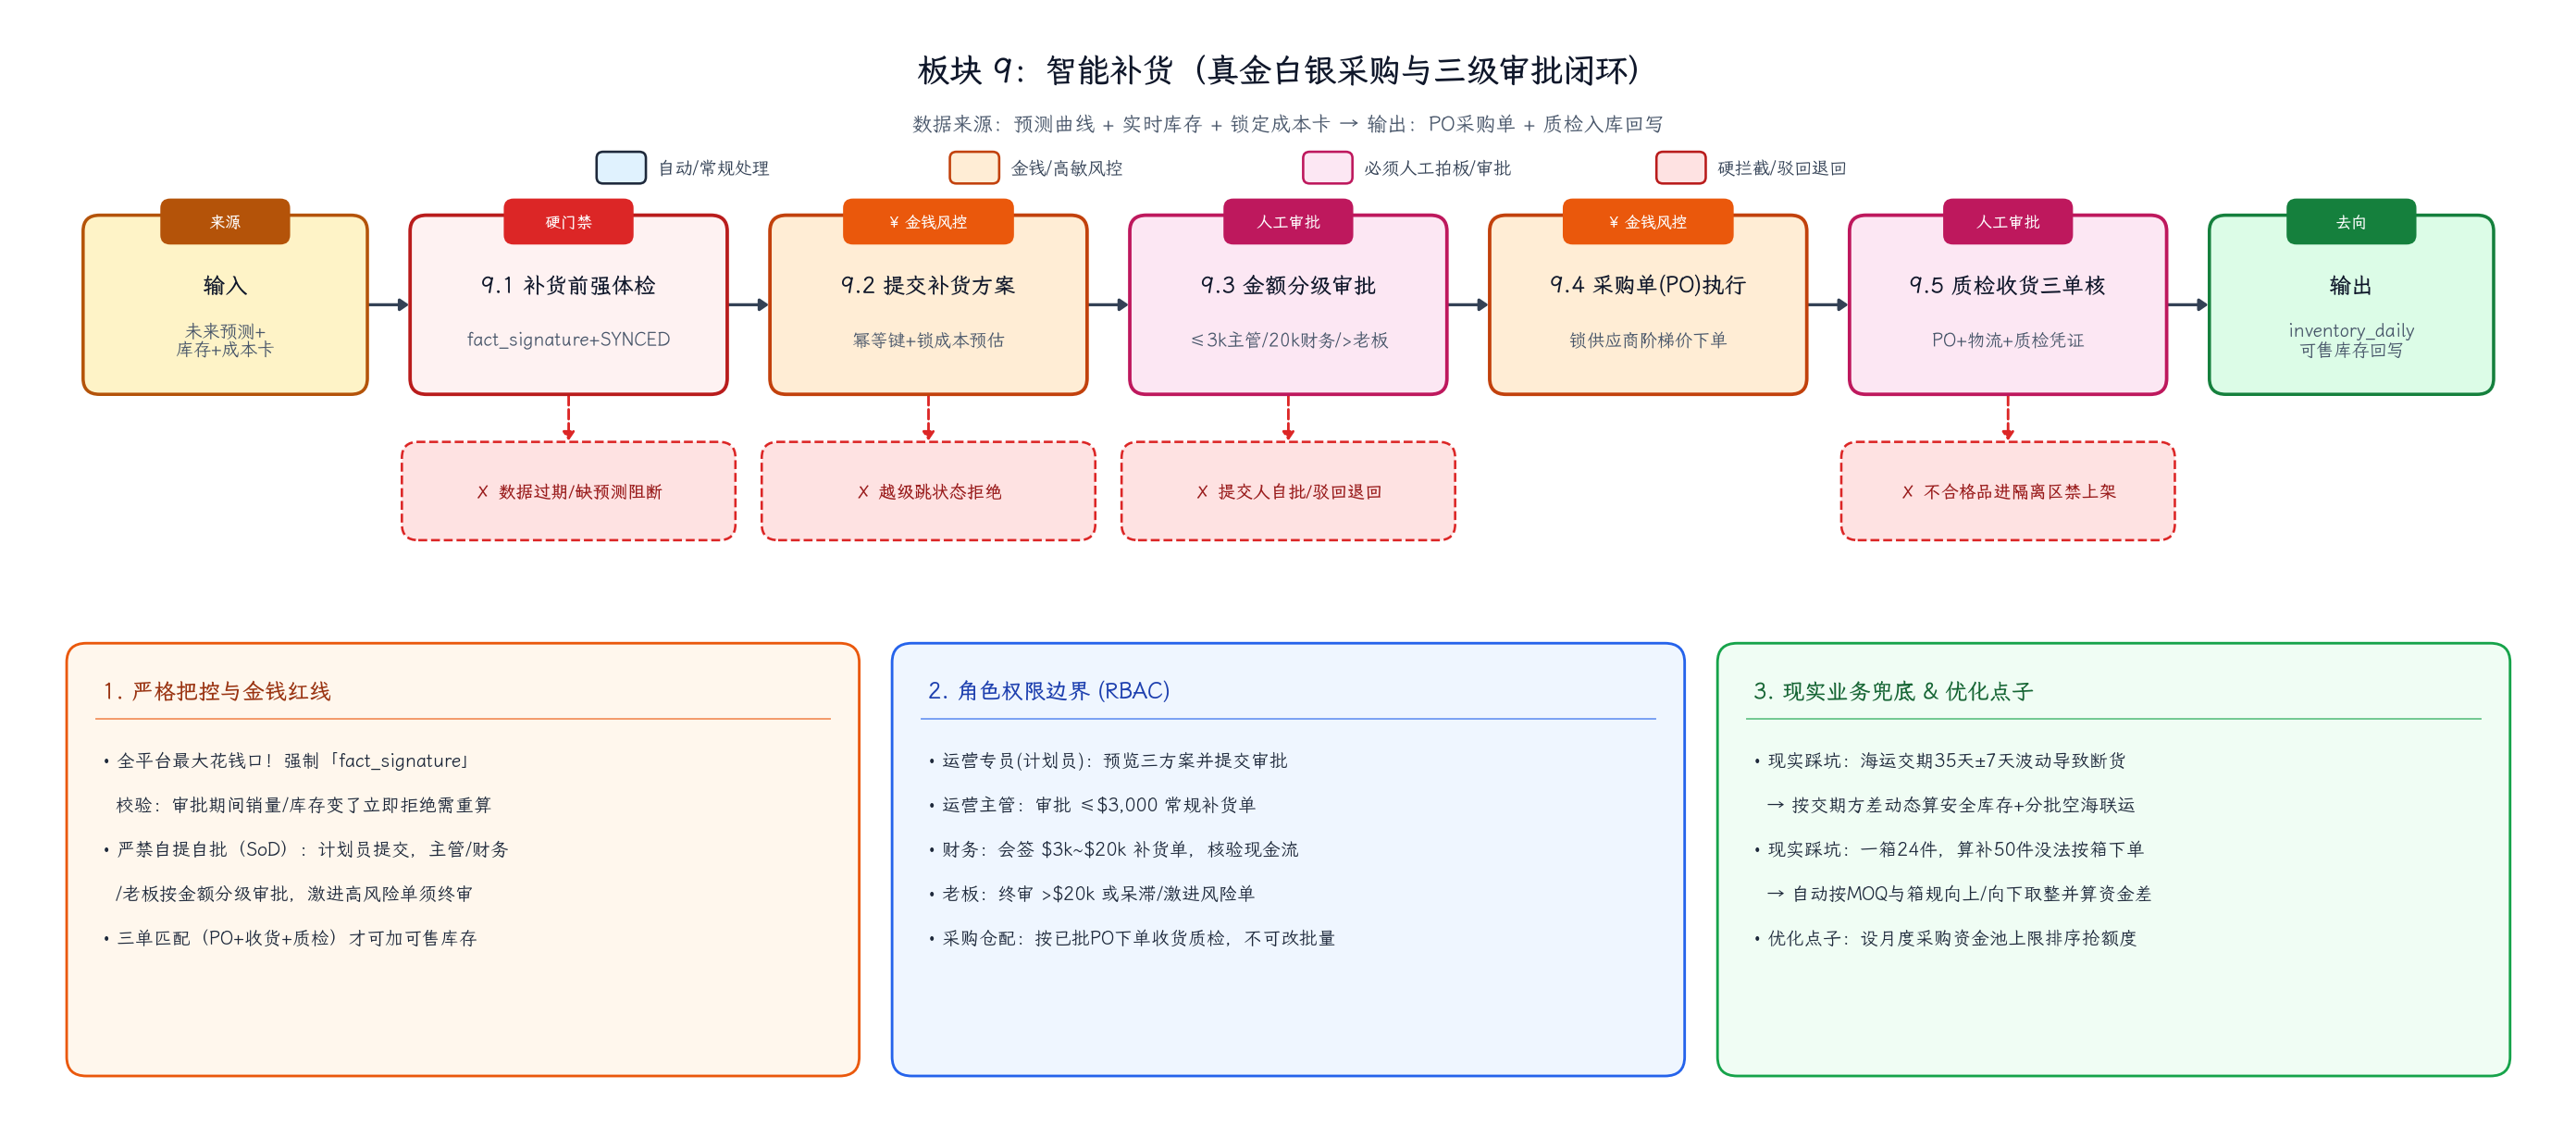 板块 9：智能补货（真金白银采购与三级审批闭环）
数据来源：预测曲线 + 实时库存 + 锁定成本卡 → 输出：PO采购单 + 质检入库回写
自动/常规处理
金钱/高敏风控
必须人工拍板/审批
硬拦截/驳回退回
来源
输入
未来预测+
库存+成本卡
硬门禁
9.1 补货前强体检
fact_signature+SYNCED
¥ 金钱风控
9.2 提交补货方案
幂等键+锁成本预估
人工审批
9.3 金额分级审批
≤3k主管/20k财务/>老板
¥ 金钱风控
9.4 采购单(PO)执行
锁供应商阶梯价下单
人工审批
9.5 质检收货三单核
PO+物流+质检凭证
去向
输出
inventory_daily
可售库存回写
X 数据过期/缺预测阻断
X 越级跳状态拒绝
X 提交人自批/驳回退回
X 不合格品进隔离区禁上架
1. 严格把控与金钱红线
• 全平台最大花钱口！强制「fact_signature」
校验：审批期间销量/库存变了立即拒绝需重算
• 严禁自提自批（SoD）：计划员提交，主管/财务
/老板按金额分级审批，激进高风险单须终审
• 三单匹配（PO+收货+质检）才可加可售库存
2. 角色权限边界 (RBAC)
• 运营专员(计划员)：预览三方案并提交审批
• 运营主管：审批 ≤$3,000 常规补货单
• 财务：会签 $3k~$20k 补货单，核验现金流
• 老板：终审 >$20k 或呆滞/激进风险单
• 采购仓配：按已批PO下单收货质检，不可改批量
3. 现实业务兜底 & 优化点子
• 现实踩坑：海运交期35天±7天波动导致断货
→ 按交期方差动态算安全库存+分批空海联运
• 现实踩坑：一箱24件，算补50件没法按箱下单
→ 自动按MOQ与箱规向上/向下取整并算资金差
• 优化点子：设月度采购资金池上限排序抢额度